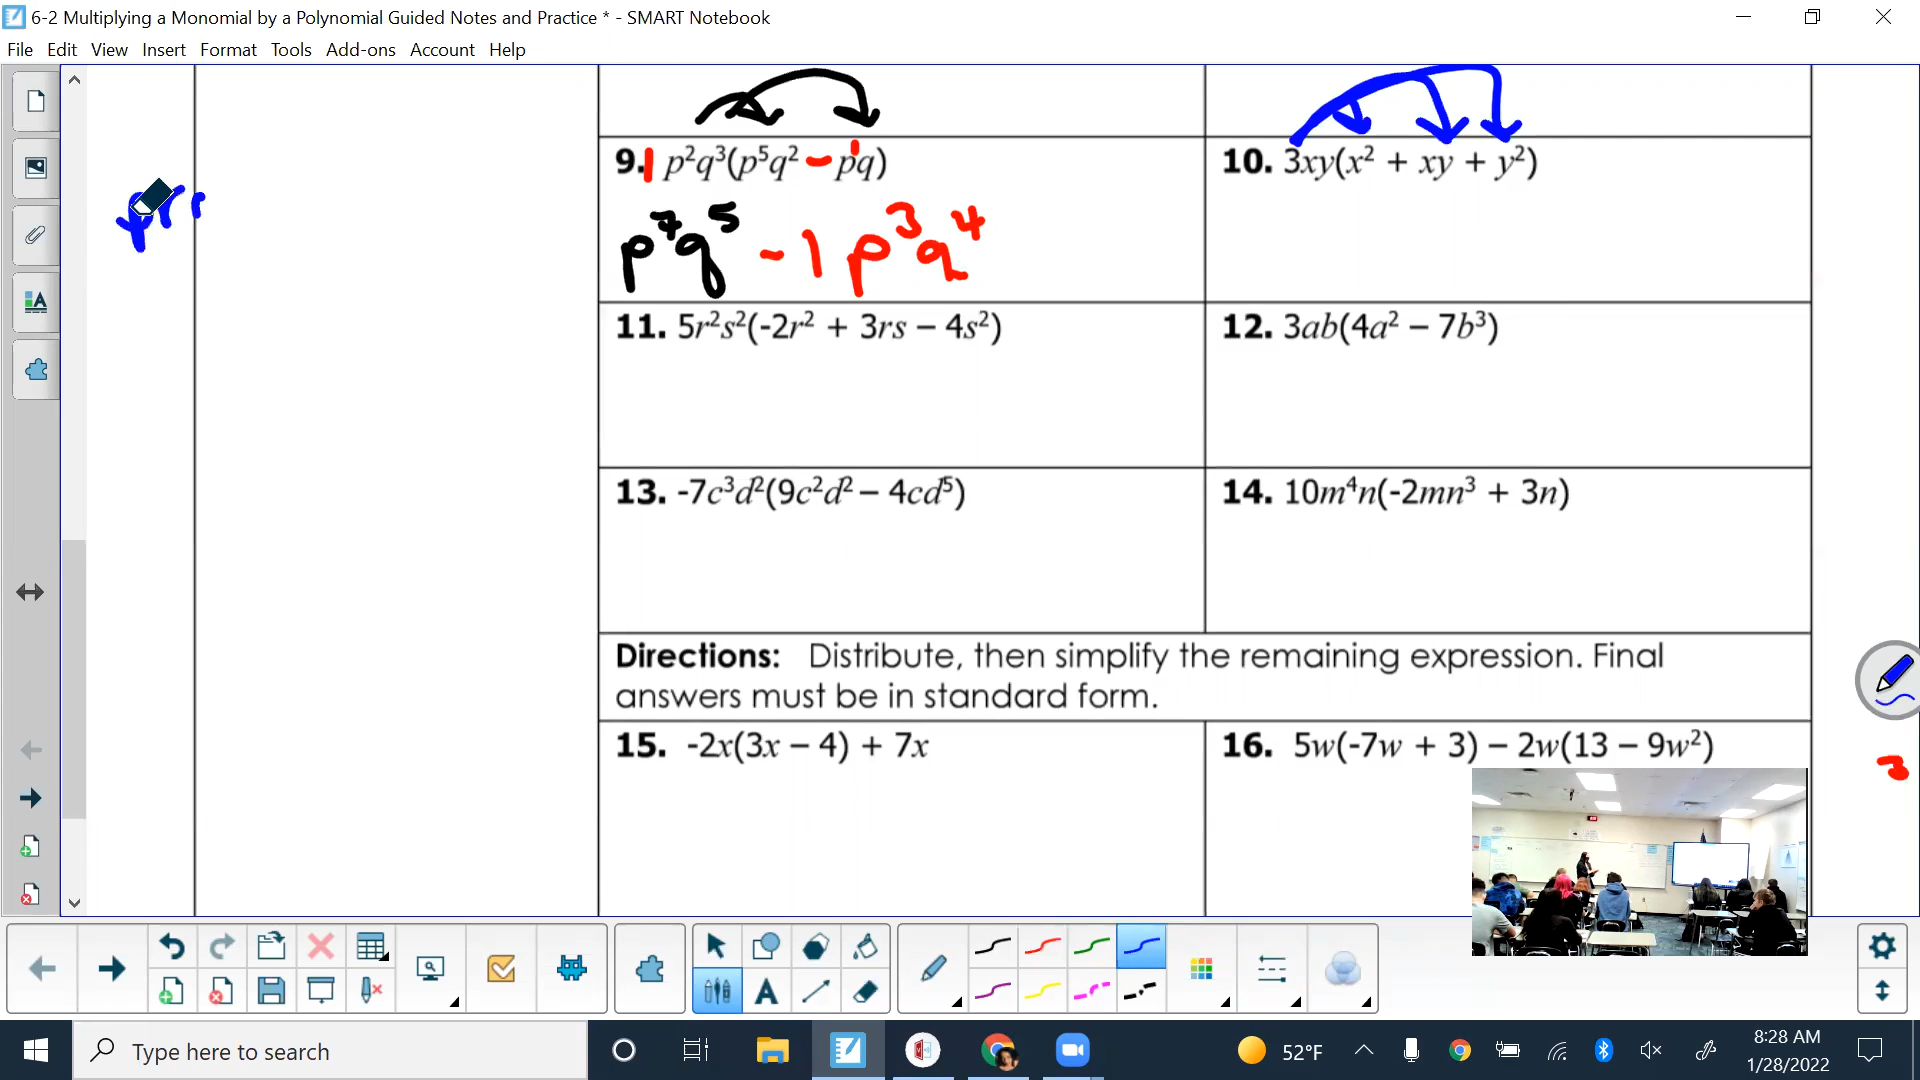 6-2 Multiplying a Monomial by a Polynomial Guided Notes and Practice * - SMART Notebook
File Edit View Insert Format Tools Add-ons Account Help
9. 1 p²q³(p⁵q² – p¹q)
p⁷q⁵ - 1p³q⁴
10. 3xy(x² + xy + y²)
11. 5r²s²(-2r² + 3rs – 4s²)
12. 3ab(4a² – 7b³)
13. -7c³d²(9c²d² – 4cd⁵)
14. 10m⁴n(-2mn³ + 3n)
Directions: Distribute, then simplify the remaining expression. Final
answers must be in standard form.
15. -2x(3x – 4) + 7x
16. 5w(-7w + 3) – 2w(13 – 9w²)
Type here to search
52°F
8:28 AM
1/28/2022